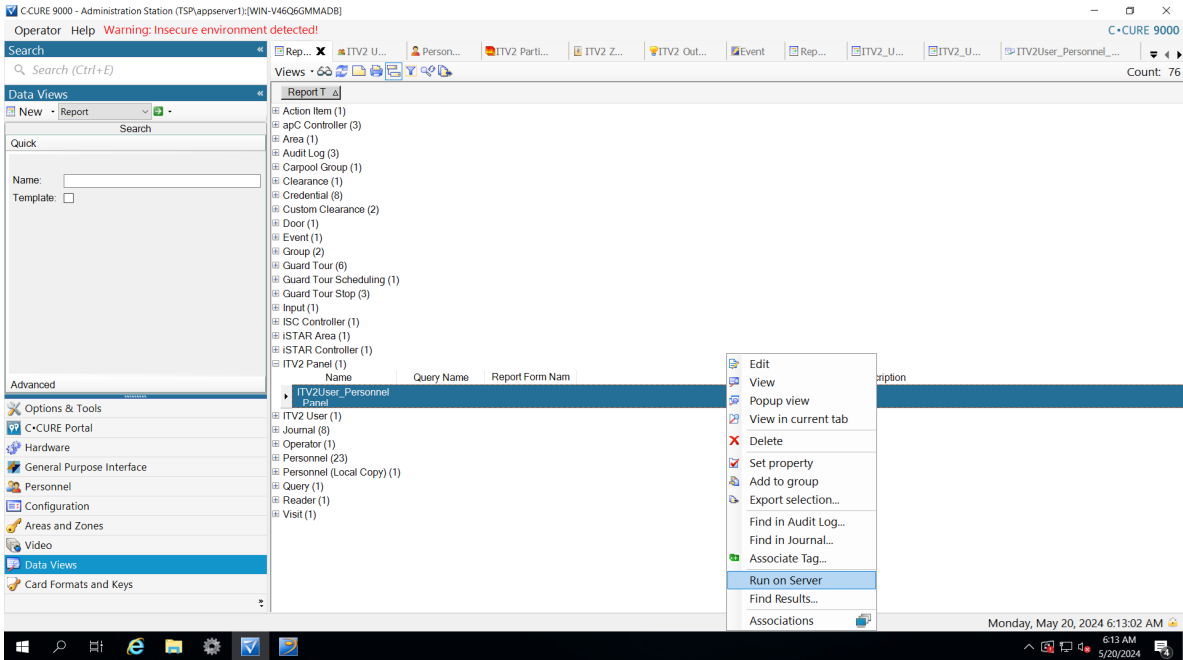 C•CURE 9000 - Administration Station (TSP\appserver1):[WIN-V46Q6GMMADB]
Operator Help Warning: Insecure environment detected! C•CURE 9000
Search
Search (Ctrl+E)
Data Views
New Report
Search
Quick
Name:
Template:
Advanced
Options & Tools
C•CURE Portal
Hardware
General Purpose Interface
Personnel
Configuration
Areas and Zones
Video
Data Views
Card Formats and Keys
Rep... ITV2 U... Person... ITV2 Parti... ITV2 Z... ITV2 Out... Event Rep... ITV2_U... ITV2_U... ITV2User_Personnel_...
Views Count: 76
Report T
Action Item (1)
apC Controller (3)
Area (1)
Audit Log (3)
Carpool Group (1)
Clearance (1)
Credential (8)
Custom Clearance (2)
Door (1)
Event (1)
Group (2)
Guard Tour (6)
Guard Tour Scheduling (1)
Guard Tour Stop (3)
Input (1)
ISC Controller (1)
iSTAR Area (1)
iSTAR Controller (1)
ITV2 Panel (1)
Name Query Name Report Form Nam cription
ITV2User_Personnel
Panel
ITV2 User (1)
Journal (8)
Operator (1)
Personnel (23)
Personnel (Local Copy) (1)
Query (1)
Reader (1)
Visit (1)
Edit
View
Popup view
View in current tab
Delete
Set property
Add to group
Export selection...
Find in Audit Log...
Find in Journal...
Associate Tag...
Run on Server
Find Results...
Associations
Monday, May 20, 2024 6:13:02 AM
6:13 AM
5/20/2024
4